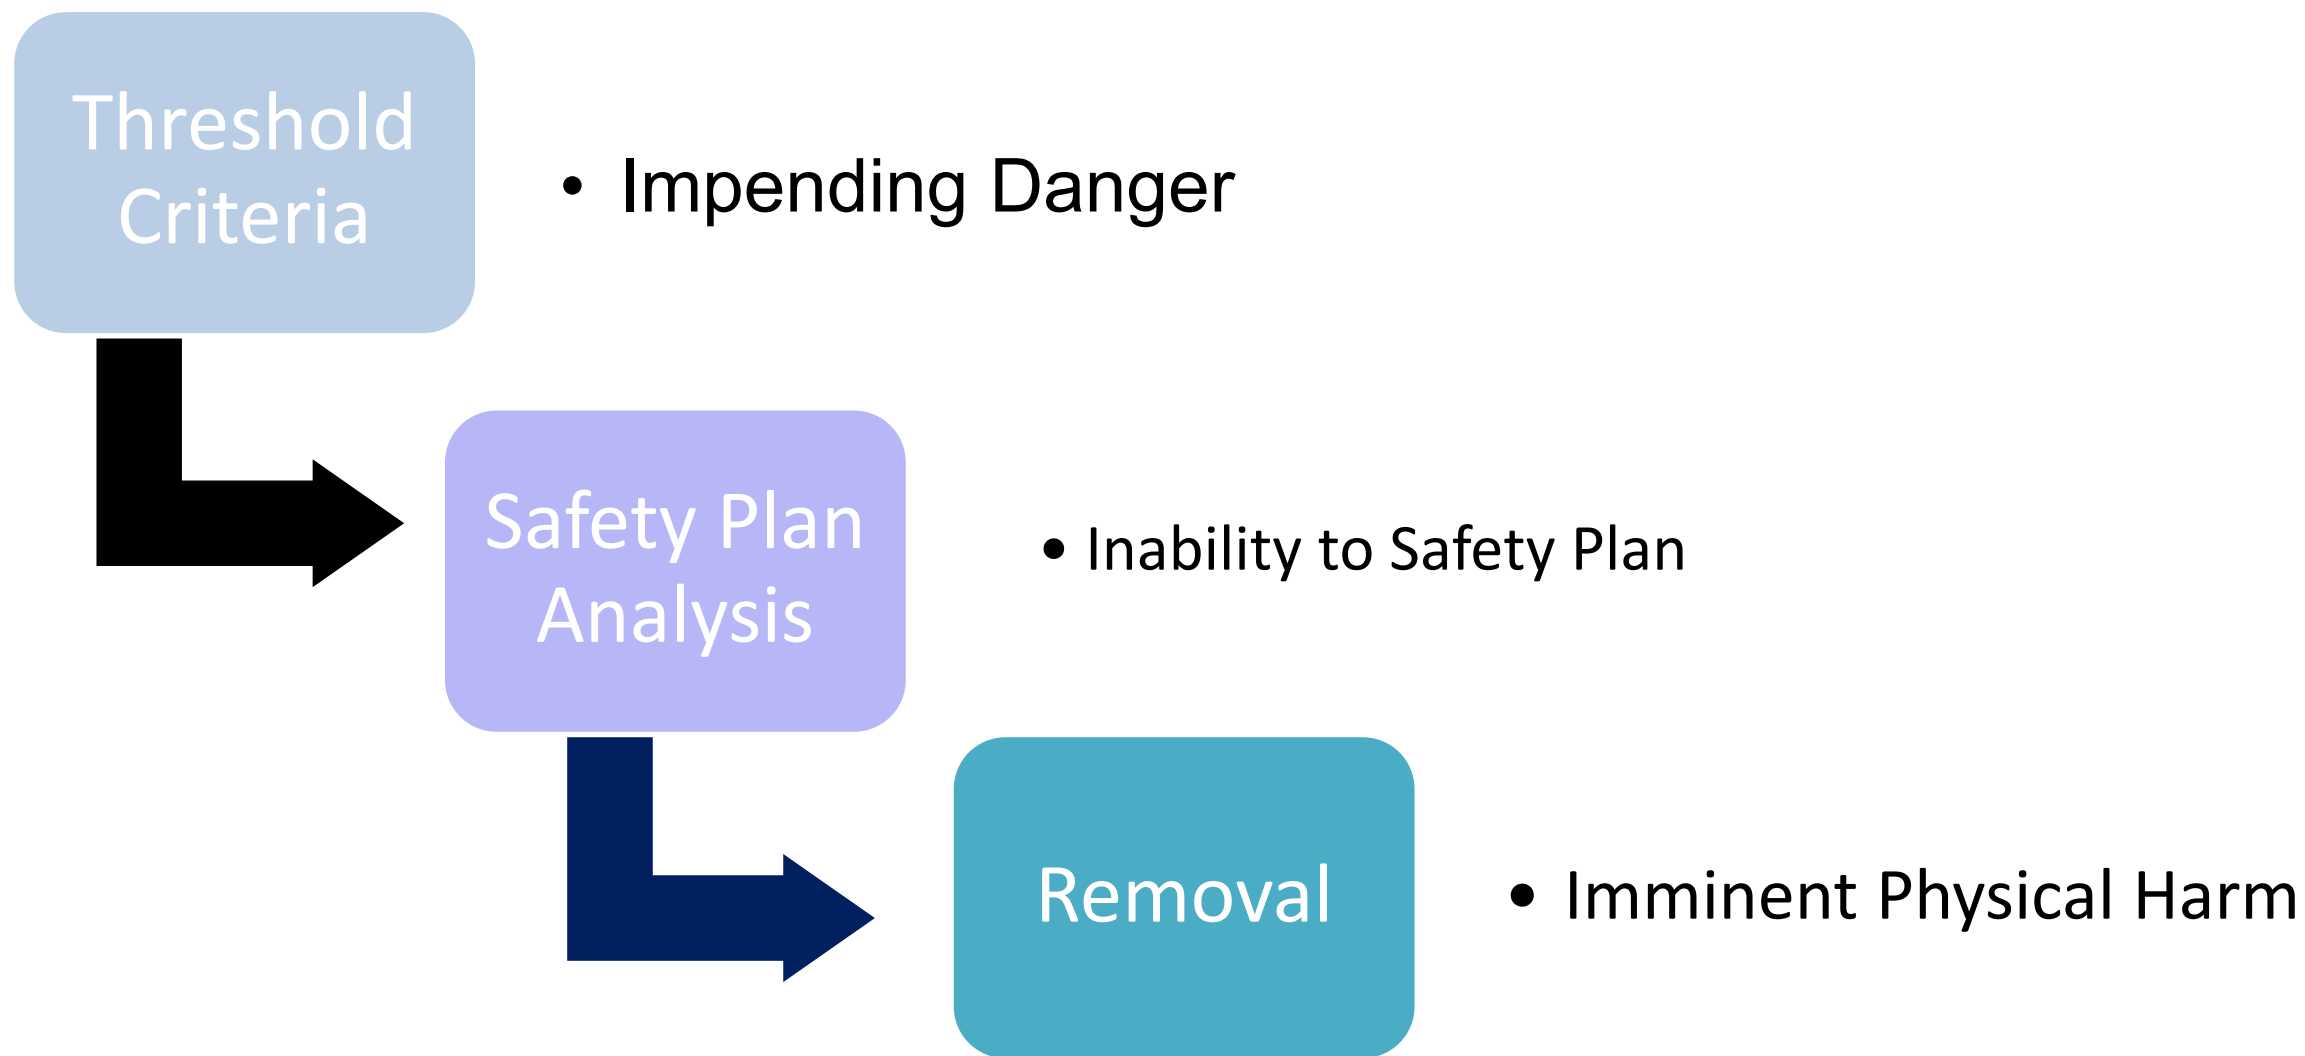 Threshold
Criteria
• Impending Danger
Safety Plan
Analysis
• Inability to Safety Plan
Removal
• Imminent Physical Harm